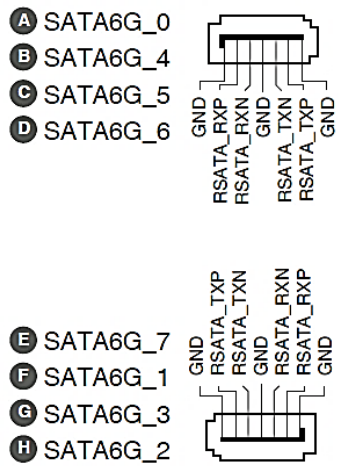 A SATA6G_0
B SATA6G_4
C SATA6G_5
D SATA6G_6
GND
RSATA_RXP
RSATA_RXN
GND
RSATA_TXN
RSATA_TXP
GND
E SATA6G_7
F SATA6G_1
G SATA6G_3
H SATA6G_2
GND
RSATA_TXP
RSATA_TXN
GND
RSATA_RXN
RSATA_RXP
GND